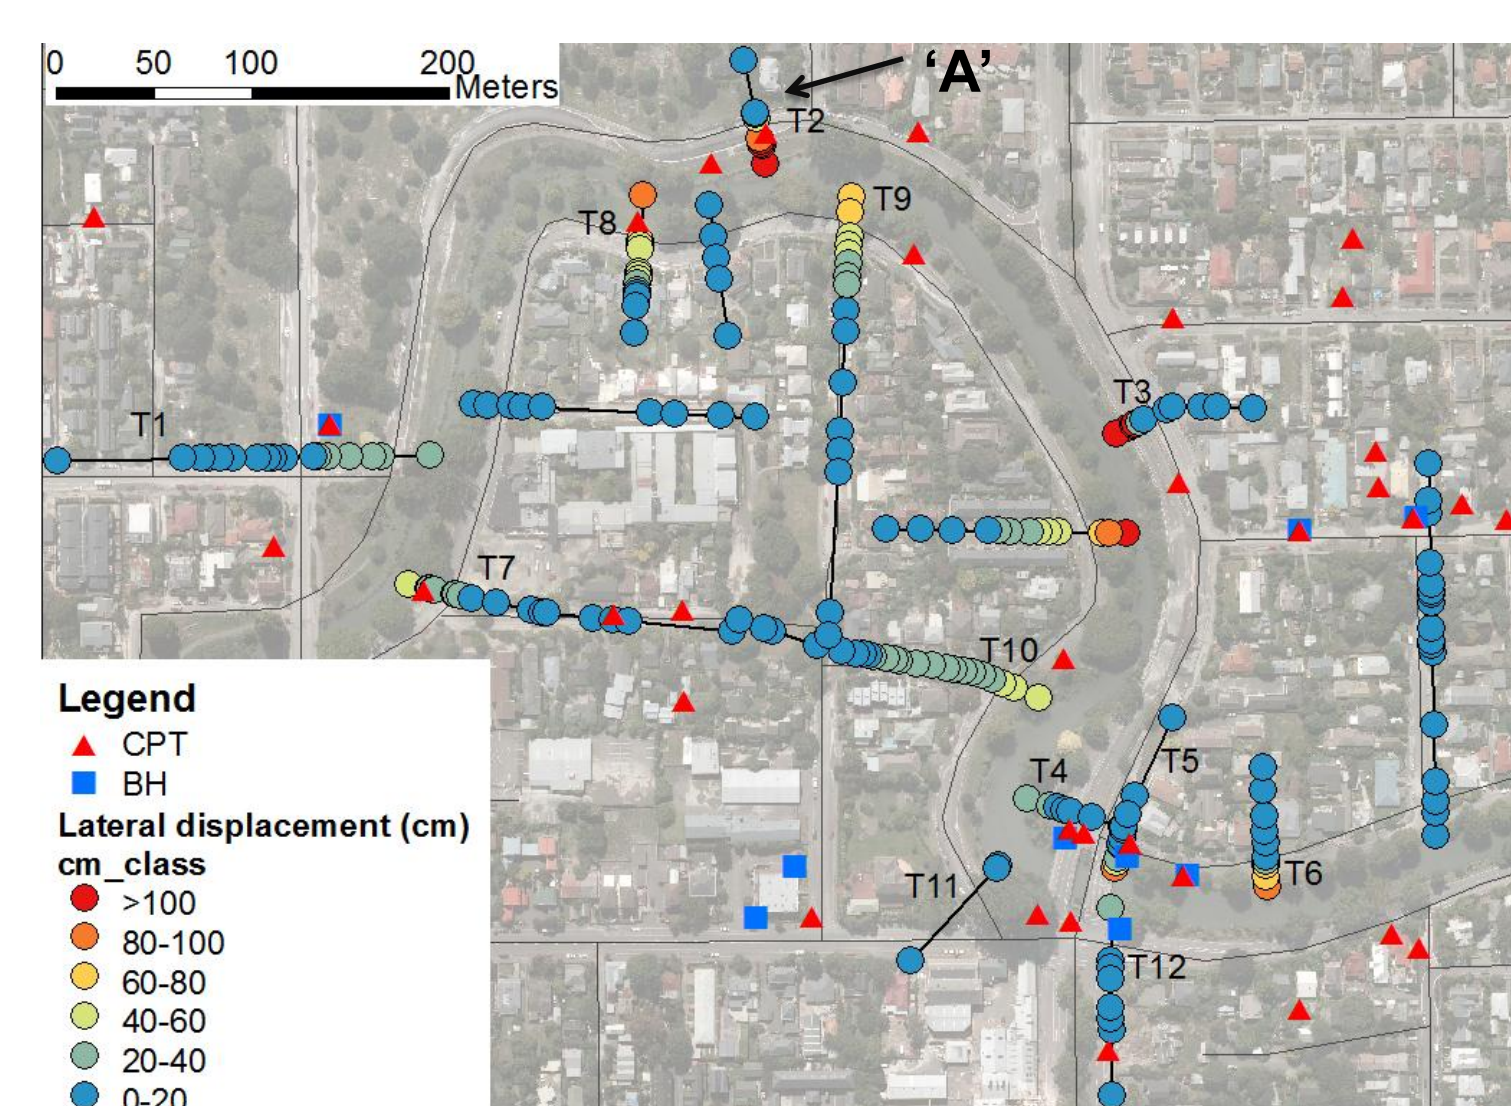 0 50 100 200
Meters
‘A’
T2
T9
T8
T3
T1
T7
T10
T4
T5
T11
T6
T12
Legend
CPT
BH
Lateral displacement (cm)
cm_class
>100
80-100
60-80
40-60
20-40
0-20